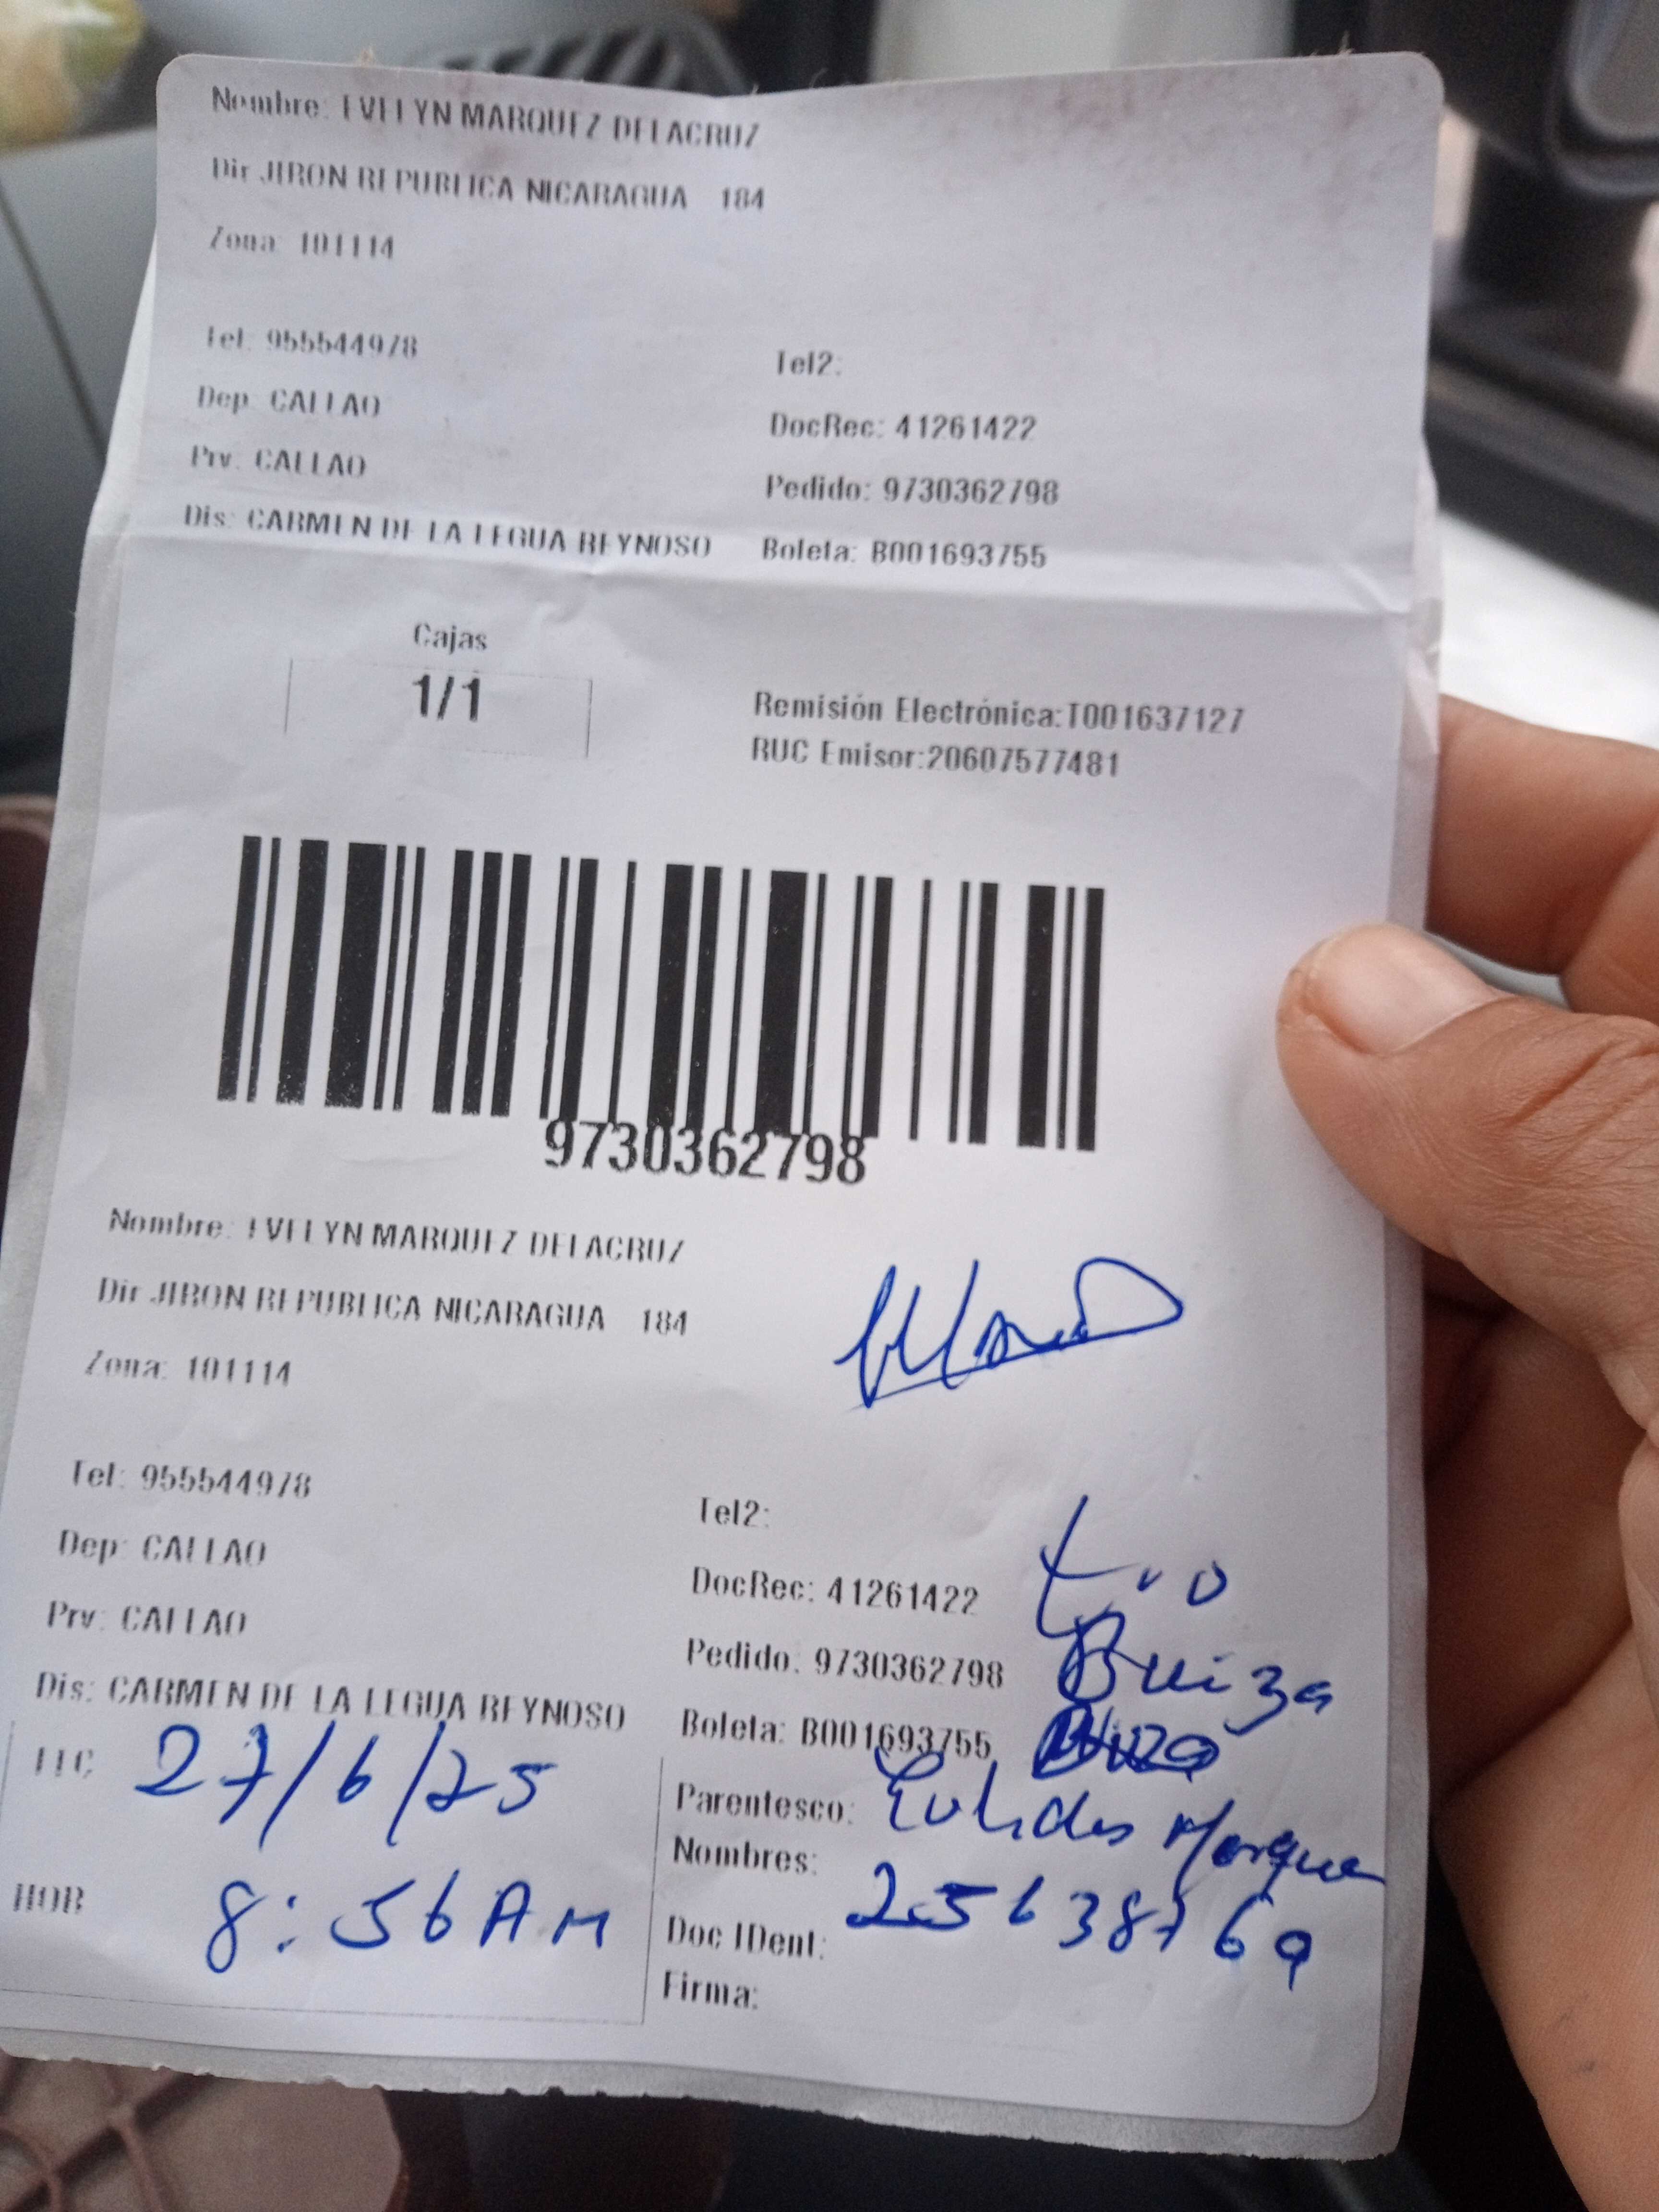 Nombre: EVELYN MARQUEZ DELACRUZ
Dir JIRON REPUBLICA NICARAGUA 184
Zona: 101114
Tel: 955544978
Tel2:
Dep: CALLAO
DocRec: 41261422
Prv: CALLAO
Pedido: 9730362798
Dis: CARMEN DE LA LEGUA REYNOSO
Boleta: B001693755
Cajas
1/1
Remisión Electrónica:T001637127
RUC Emisor:20607577481
9730362798
Nombre: EVELYN MARQUEZ DELACRUZ
Dir JIRON REPUBLICA NICARAGUA 184
Zona: 101114
Tel: 955544978
Tel2:
Dep: CALLAO
DocRec: 41261422
Prv: CALLAO
Pedido: 9730362798
Dis: CARMEN DE LA LEGUA REYNOSO
Boleta: B001693755
27/6/25
Parentesco:
Nombres:
HOR 8:56 AM
Doc IDent: 25638769
Firma: